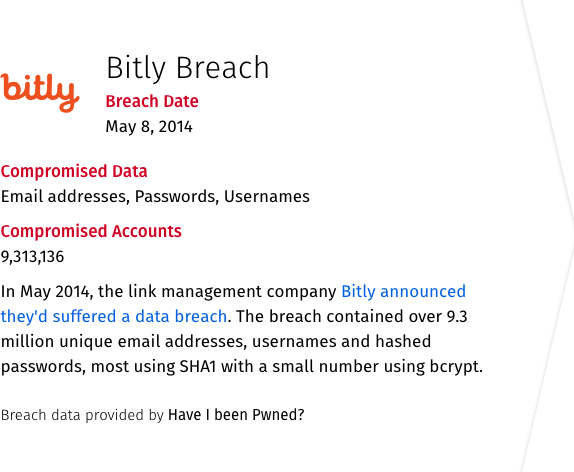 bitly
Bitly Breach
Breach Date
May 8, 2014
Compromised Data
Email addresses, Passwords, Usernames
Compromised Accounts
9,313,136
In May 2014, the link management company Bitly announced
they'd suffered a data breach. The breach contained over 9.3
million unique email addresses, usernames and hashed
passwords, most using SHA1 with a small number using bcrypt.
Breach data provided by Have I been Pwned?